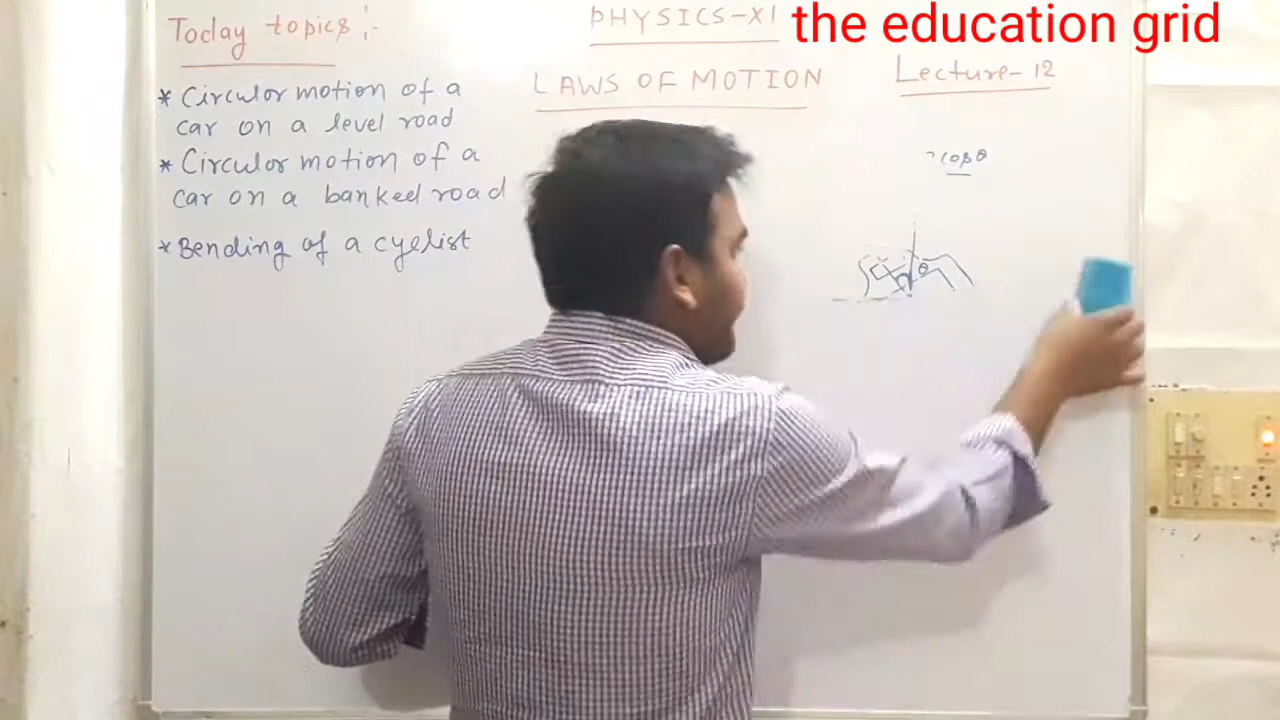 Today topics :-
PHYSICS-XI
the education grid
LAWS OF MOTION
Lecture-12
* Circular motion of a
car on a level road
* Circular motion of a
car on a banked road
* Bending of a cyclist
cosθ
θ